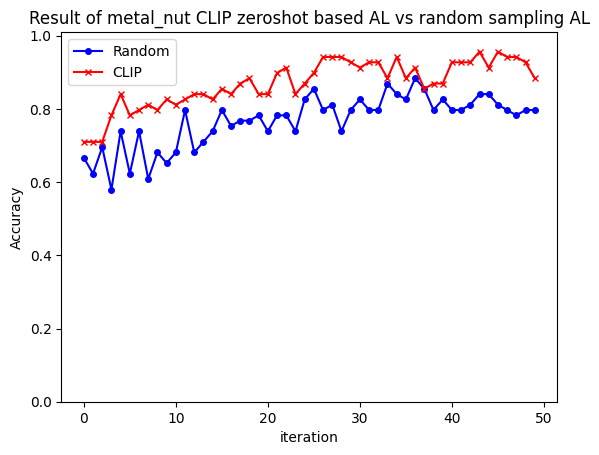 Result of metal_nut CLIP zeroshot based AL vs random sampling AL
Random
CLIP
1.0
0.8
0.6
0.4
0.2
0.0
Accuracy
0 10 20 30 40 50
iteration